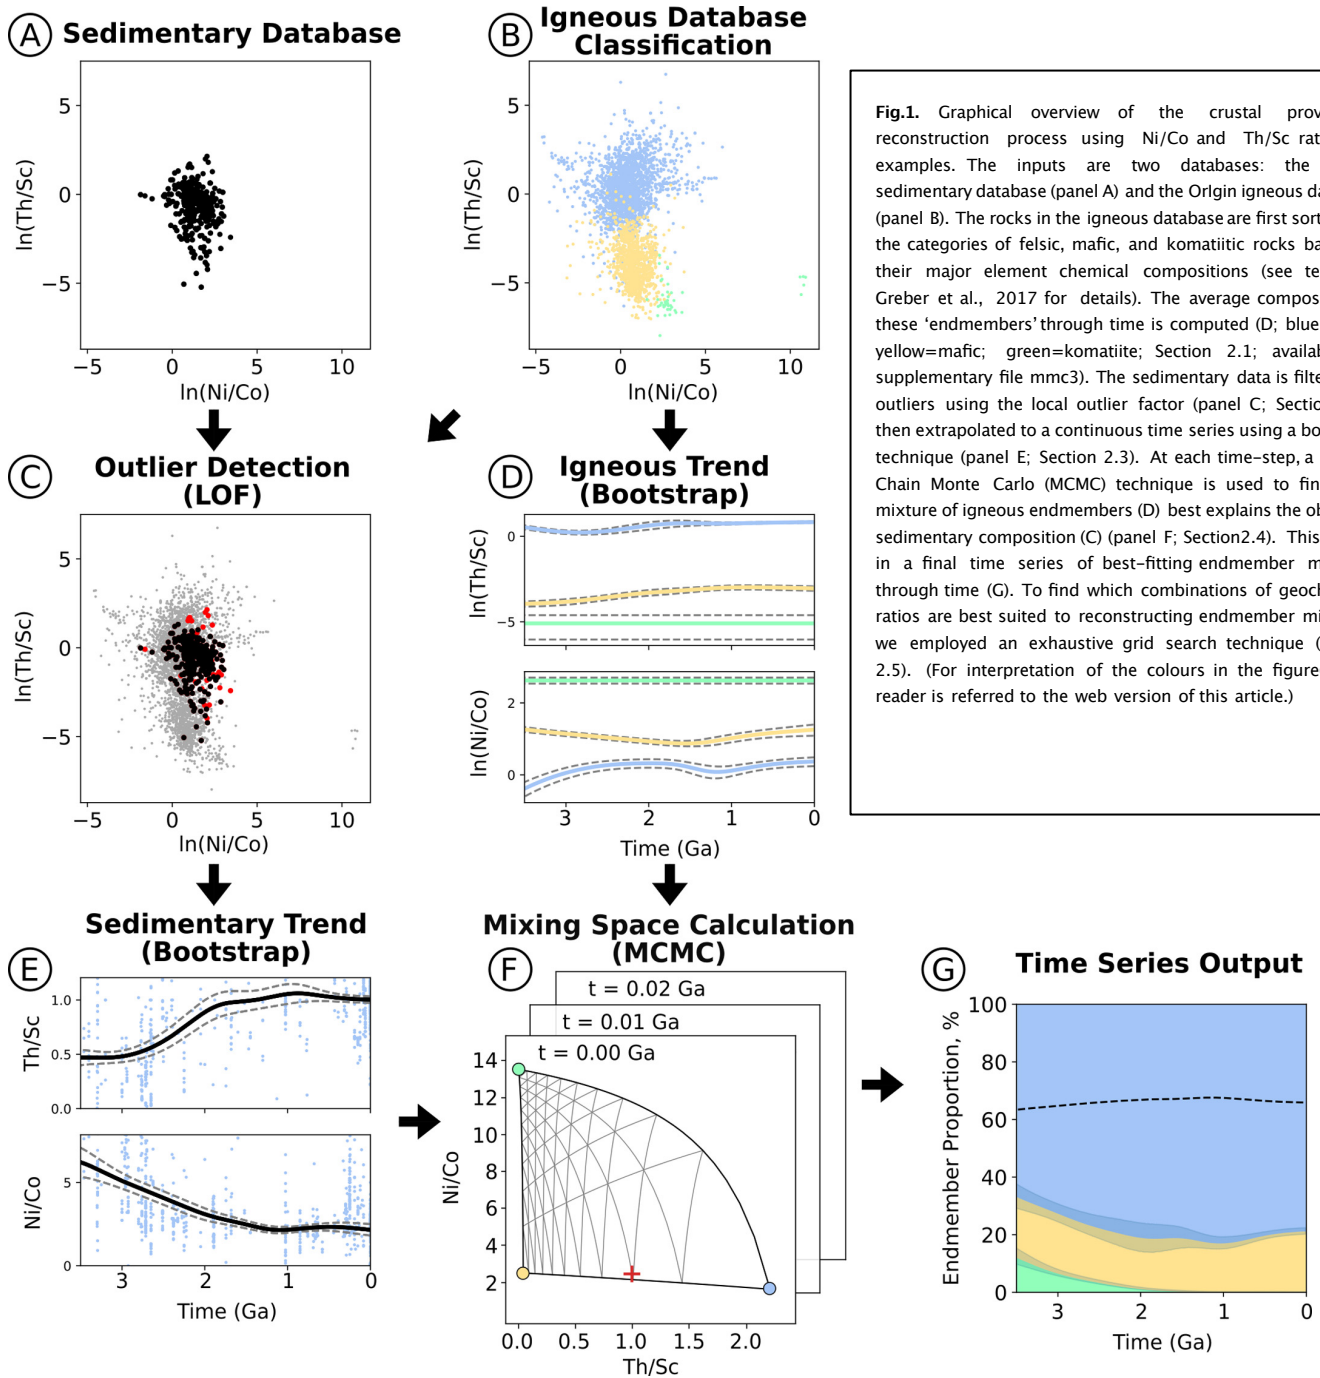 A Sedimentary Database
5
0
−5
ln(Th/Sc)
−5 0 5 10
ln(Ni/Co)
B Igneous Database
Classification
ln(Th/Sc)
5
0
−5
−5 0 5 10
ln(Ni/Co)
Fig.1. Graphical overview of the crustal prov
reconstruction process using Ni/Co and Th/Sc rat
examples. The inputs are two databases: the
sedimentary database (panel A) and the OrIgin igneous da
(panel B). The rocks in the igneous database are first sort
the categories of felsic, mafic, and komatiitic rocks ba
their major element chemical compositions (see te
Greber et al., 2017 for details). The average compos
these ‘endmembers’ through time is computed (D; blue
yellow=mafic; green=komatiite; Section 2.1; availab
supplementary file mmc3). The sedimentary data is filte
outliers using the local outlier factor (panel C; Sectio
then extrapolated to a continuous time series using a bo
technique (panel E; Section 2.3). At each time-step, a
Chain Monte Carlo (MCMC) technique is used to fin
mixture of igneous endmembers (D) best explains the ob
sedimentary composition (C) (panel F; Section2.4). This
in a final time series of best-fitting endmember m
through time (G). To find which combinations of geoch
ratios are best suited to reconstructing endmember mi
we employed an exhaustive grid search technique (
2.5). (For interpretation of the colours in the figure
reader is referred to the web version of this article.)
C Outlier Detection
(LOF)
ln(Th/Sc)
5
0
−5
−5 0 5 10
ln(Ni/Co)
D Igneous Trend
(Bootstrap)
ln(Th/Sc)
0
−5
ln(Ni/Co)
2
0
3 2 1 0
Time (Ga)
E Sedimentary Trend
(Bootstrap)
Th/Sc
1.0
0.5
0.0
Ni/Co
5
0
3 2 1 0
Time (Ga)
F Mixing Space Calculation
(MCMC)
t = 0.02 Ga
t = 0.01 Ga
t = 0.00 Ga
Ni/Co
14
12
10
8
6
4
2
0.0 0.5 1.0 1.5 2.0
Th/Sc
G Time Series Output
Endmember Proportion, %
100
80
60
40
20
0
3 2 1 0
Time (Ga)